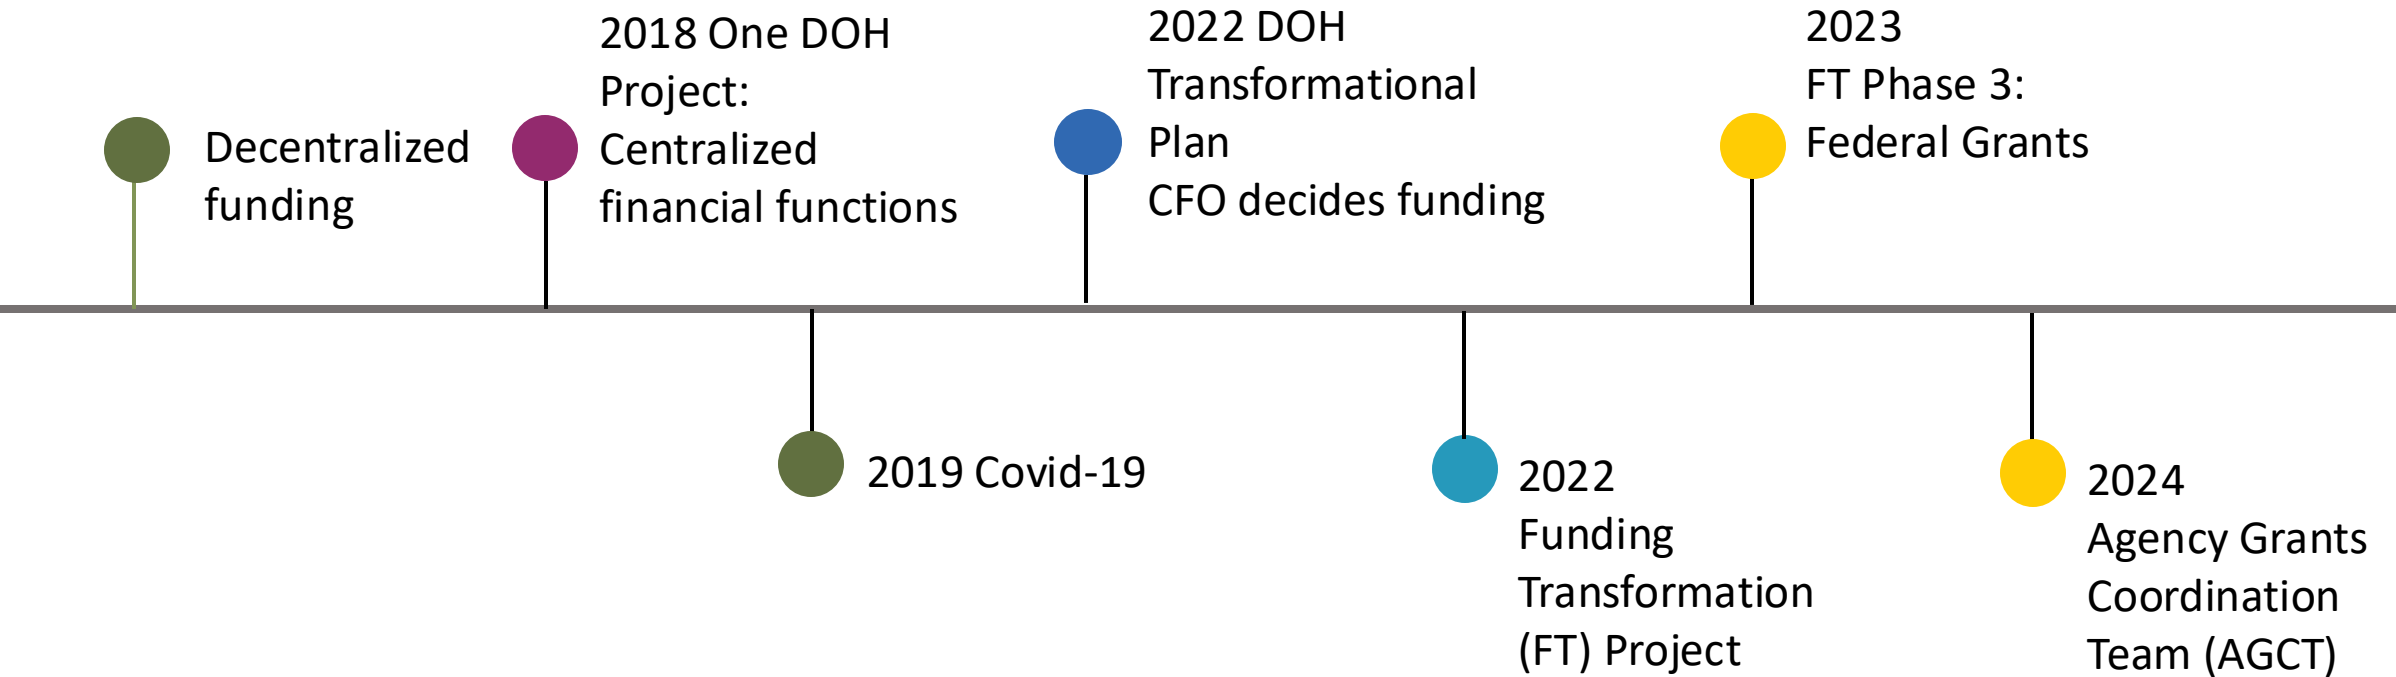 Decentralized
funding
2018 One DOH
Project:
Centralized
financial functions
2019 Covid-19
2022 DOH
Transformational
Plan
CFO decides funding
2022
Funding
Transformation
(FT) Project
2023
FT Phase 3:
Federal Grants
2024
Agency Grants
Coordination
Team (AGCT)